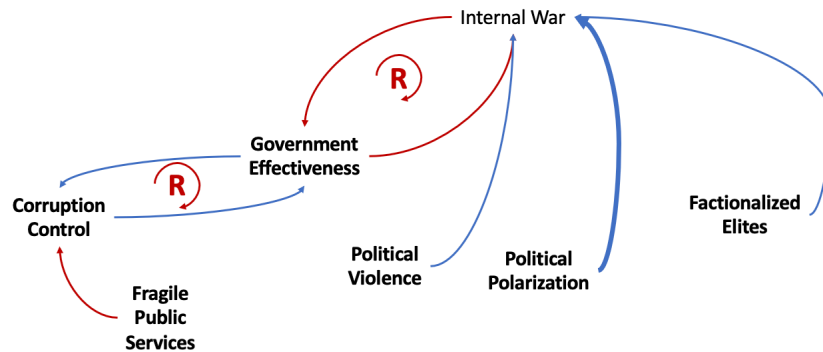 Internal War
R
Government
Effectiveness
R
Corruption
Control
Factionalized
Elites
Political
Violence
Political
Polarization
Fragile
Public
Services